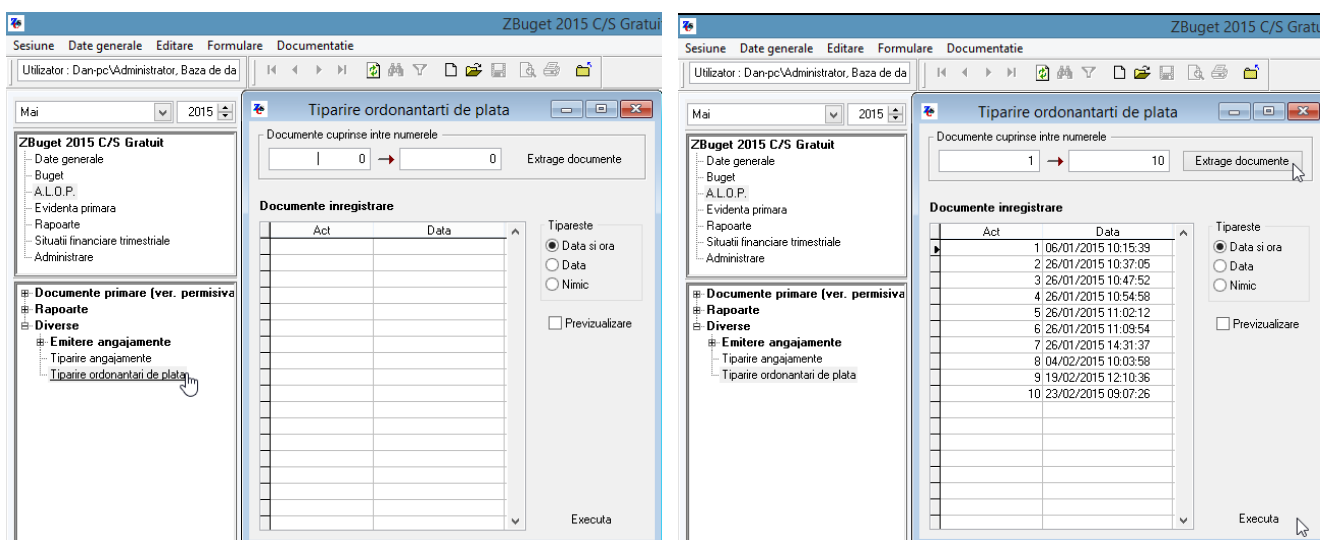 ZBuget 2015 C/S Gratui
Sesiune Date generale Editare Formulare Documentatie
Utilizator : Dan-pc\Administrator, Baza de da
Mai 2015
ZBuget 2015 C/S Gratuit
Date generale
Buget
A.L.O.P.
Evidenta primara
Rapoarte
Situatii financiare trimestriale
Administrare
Documente primare (ver. permisiva
Rapoarte
Diverse
Emitere angajamente
Tiparire angajamente
Tiparire ordonantari de plata
Tiparire ordonantarti de plata
Documente cuprinse intre numerele
0 0 Extrage documente
Documente inregistrare
Act Data
Tipareste
Data si ora
Data
Nimic
Previzualizare
Executa
ZBuget 2015 C/S Gratu
Sesiune Date generale Editare Formulare Documentatie
Utilizator : Dan-pc\Administrator, Baza de da
Mai 2015
ZBuget 2015 C/S Gratuit
Date generale
Buget
A.L.O.P.
Evidenta primara
Rapoarte
Situatii financiare trimestriale
Administrare
Documente primare (ver. permisiva
Rapoarte
Diverse
Emitere angajamente
Tiparire angajamente
Tiparire ordonantari de plata
Tiparire ordonantarti de plata
Documente cuprinse intre numerele
1 10 Extrage documente
Documente inregistrare
Act Data
1 06/01/2015 10:15:39
2 26/01/2015 10:37:05
3 26/01/2015 10:47:52
4 26/01/2015 10:54:58
5 26/01/2015 11:02:12
6 26/01/2015 11:09:54
7 26/01/2015 14:31:37
8 04/02/2015 10:03:58
9 19/02/2015 12:10:36
10 23/02/2015 09:07:26
Tipareste
Data si ora
Data
Nimic
Previzualizare
Executa